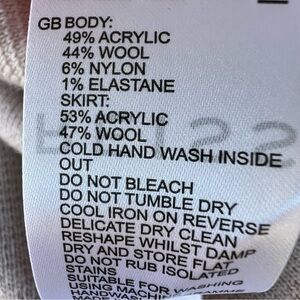 GB BODY:
49% ACRYLIC
44% WOOL
6% NYLON
1% ELASTANE
SKIRT:
53% ACRYLIC
47% WOOL
COLD HAND WASH INSIDE
OUT
DO NOT BLEACH
DO NOT TUMBLE DRY
COOL IRON ON REVERSE
DELICATE DRY CLEAN
RESHAPE WHILST DAMP
DRY AND STORE FLAT
DO NOT RUB ISOLATED
STAINS
SUITABLE FOR WASHING
USING MACHINE
HANDWASH